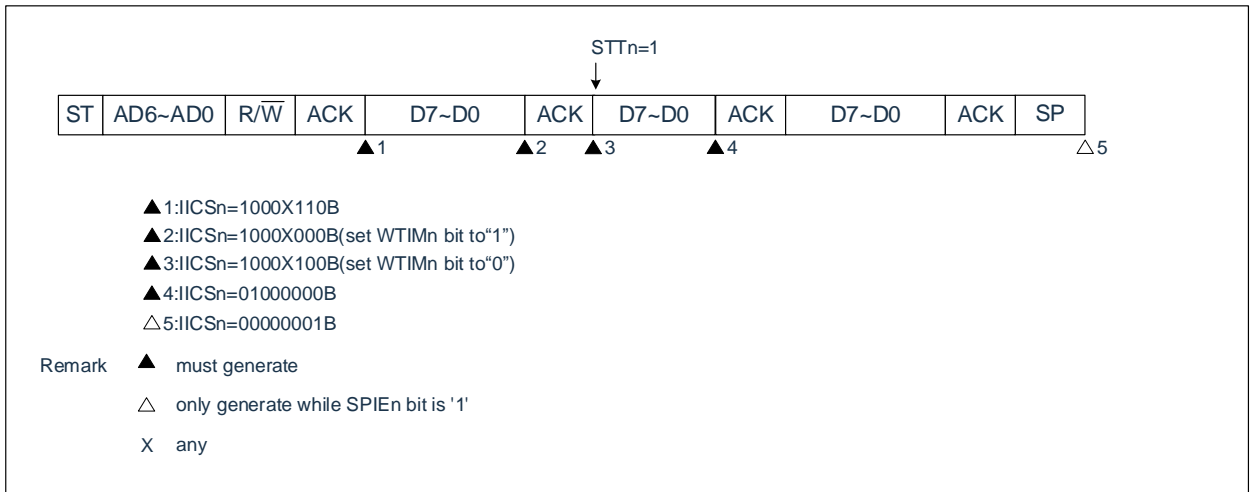 STTn=1
ST AD6~AD0 R/W ACK D7~D0 ACK D7~D0 ACK D7~D0 ACK SP
▲1 ▲2 ▲3 ▲4 △5
▲1:IICSn=1000X110B
▲2:IICSn=1000X000B(set WTIMn bit to“1”)
▲3:IICSn=1000X100B(set WTIMn bit to“0”)
▲4:IICSn=01000000B
△5:IICSn=00000001B
Remark ▲ must generate
△ only generate while SPIEn bit is '1'
X any